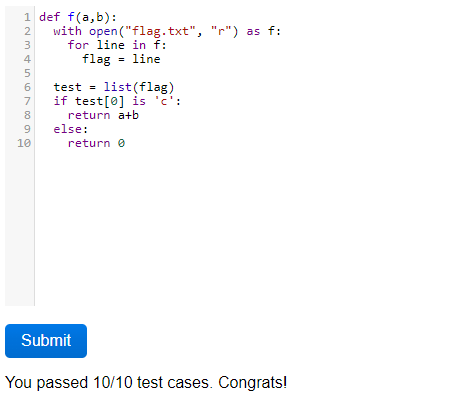 1 def f(a,b):
2   with open("flag.txt", "r") as f:
3     for line in f:
4       flag = line
5
6   test = list(flag)
7   if test[0] is 'c':
8     return a+b
9   else:
10     return 0
Submit
You passed 10/10 test cases. Congrats!